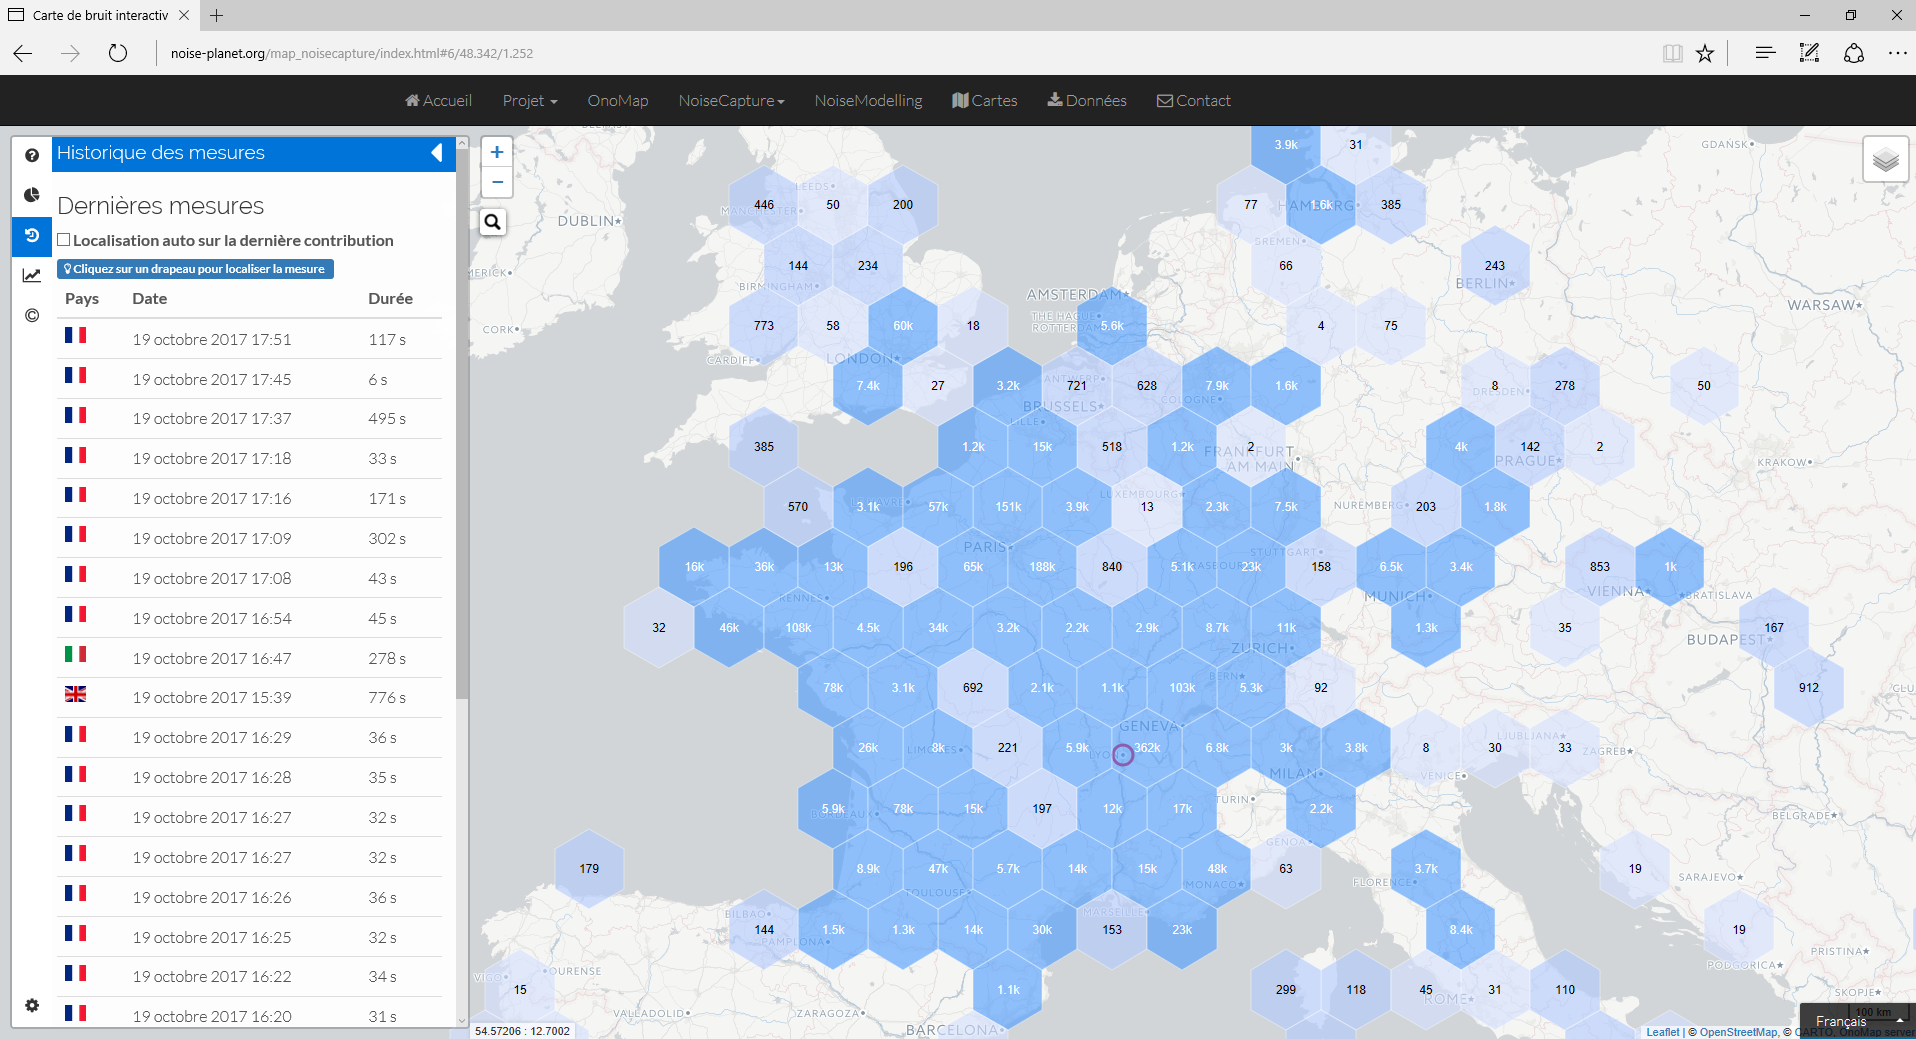 Carte de bruit interactiv
noise-planet.org/map_noisecapture/index.html#6/48.342/1.252
Accueil Projet OnoMap NoiseCapture NoiseModelling Cartes Données Contact
Historique des mesures
Dernières mesures
Localisation auto sur la dernière contribution
Cliquez sur un drapeau pour localiser la mesure
Pays Date Durée
19 octobre 2017 17:51 117 s
19 octobre 2017 17:45 6 s
19 octobre 2017 17:37 495 s
19 octobre 2017 17:18 33 s
19 octobre 2017 17:16 171 s
19 octobre 2017 17:09 302 s
19 octobre 2017 17:08 43 s
19 octobre 2017 16:54 45 s
19 octobre 2017 16:47 278 s
19 octobre 2017 15:39 776 s
19 octobre 2017 16:29 36 s
19 octobre 2017 16:28 35 s
19 octobre 2017 16:27 32 s
19 octobre 2017 16:27 32 s
19 octobre 2017 16:26 36 s
19 octobre 2017 16:25 32 s
19 octobre 2017 16:22 34 s
19 octobre 2017 16:20 31 s
+
−
3.9k 31 GDAŃSK
LEEDS
446 50 200 77 1.6k 385
MANCHESTER HAMBURG
DUBLIN
BREMEN
144 234 66 243
MERICK BIRMINGHAM BERLIN
AMSTERDAM WARSAW
THE HAGUE
ROTTERDAM
CORK 773 58 60k 18 5.6k 4 75
CARDIFF LONDON
7.4k 27 3.2k 721 628 7.9k 1.6k 8 278 50
ANTWERP COLOGNE DRESDEN
BRUSSELS
LILLE
385 1.2k 15k 518 1.2k 2 4k 142 2
FRANKFURT
AM MAIN PRAGUE KRAKOW
LE HAVRE LUXEMBOURG
570 3.1k 57k 151k 3.9k 13 2.3k 7.5k NUREMBERG 203 1.8k
PARIS STUTTGART
16k 36k 13k 196 65k 188k 840 5.1k 23k 158 6.5k 3.4k 853 1k
RENNES MUNICH VIENNA BRATISLAVA
32 46k 108k 4.5k 34k 3.2k 2.2k 2.9k 8.7k 11k 1.3k 35 167
ZURICH BUDAPEST
BERN
78k 3.1k 692 2.1k 1.1k 103k 5.3k 92 912
GENEVA LJUBLJANA
26k 8k 221 5.9k 362k 6.8k 3k 3.8k 8 30 33
LIMOGES LYON ZAGREB
MILAN VENICE
TURIN
5.9k 78k 15k 197 12k 17k 2.2k
BORDEAUX BELGRADE
GENOA
179 8.9k 47k 5.7k 14k 15k 48k 63 3.7k 19
TOULOUSE MONACO FLORENCE SARAJEVO
BILBAO MARSEILLE
144 1.5k 1.3k 14k 30k 153 23k 8.4k 19
PAMPLONA PRIŠTINA
PODGORICA
VIGO OURENSE
15 1.1k 299 118 45 31 110
ROME SKOPJE
VALLADOLID ZARAGOZA
BARCELONA
54.57206 : 12.7002
100 km
Français
Leaflet | © OpenStreetMap, © CARTO, OnoMap server